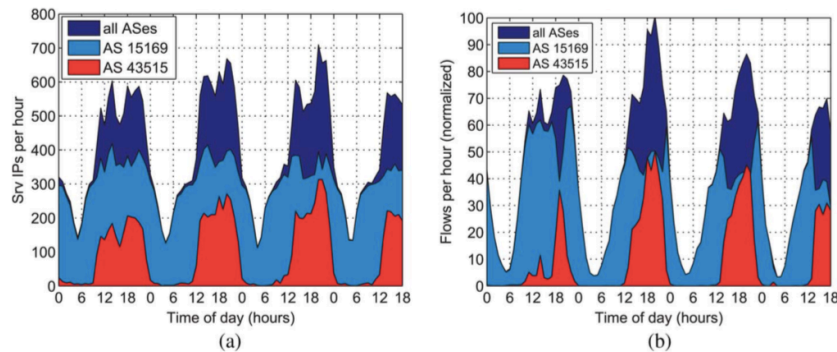 800
700
600
500
400
300
200
100
0
Srv IPs per hour
all ASes
AS 15169
AS 43515
0 6 12 18 0 6 12 18 0 6 12 18 0 6 12 18
Time of day (hours)
(a)
100
90
80
70
60
50
40
30
20
10
0
Flows per hour (normalized)
all ASes
AS 15169
AS 43515
0 6 12 18 0 6 12 18 0 6 12 18 0 6 12 18
Time of day (hours)
(b)